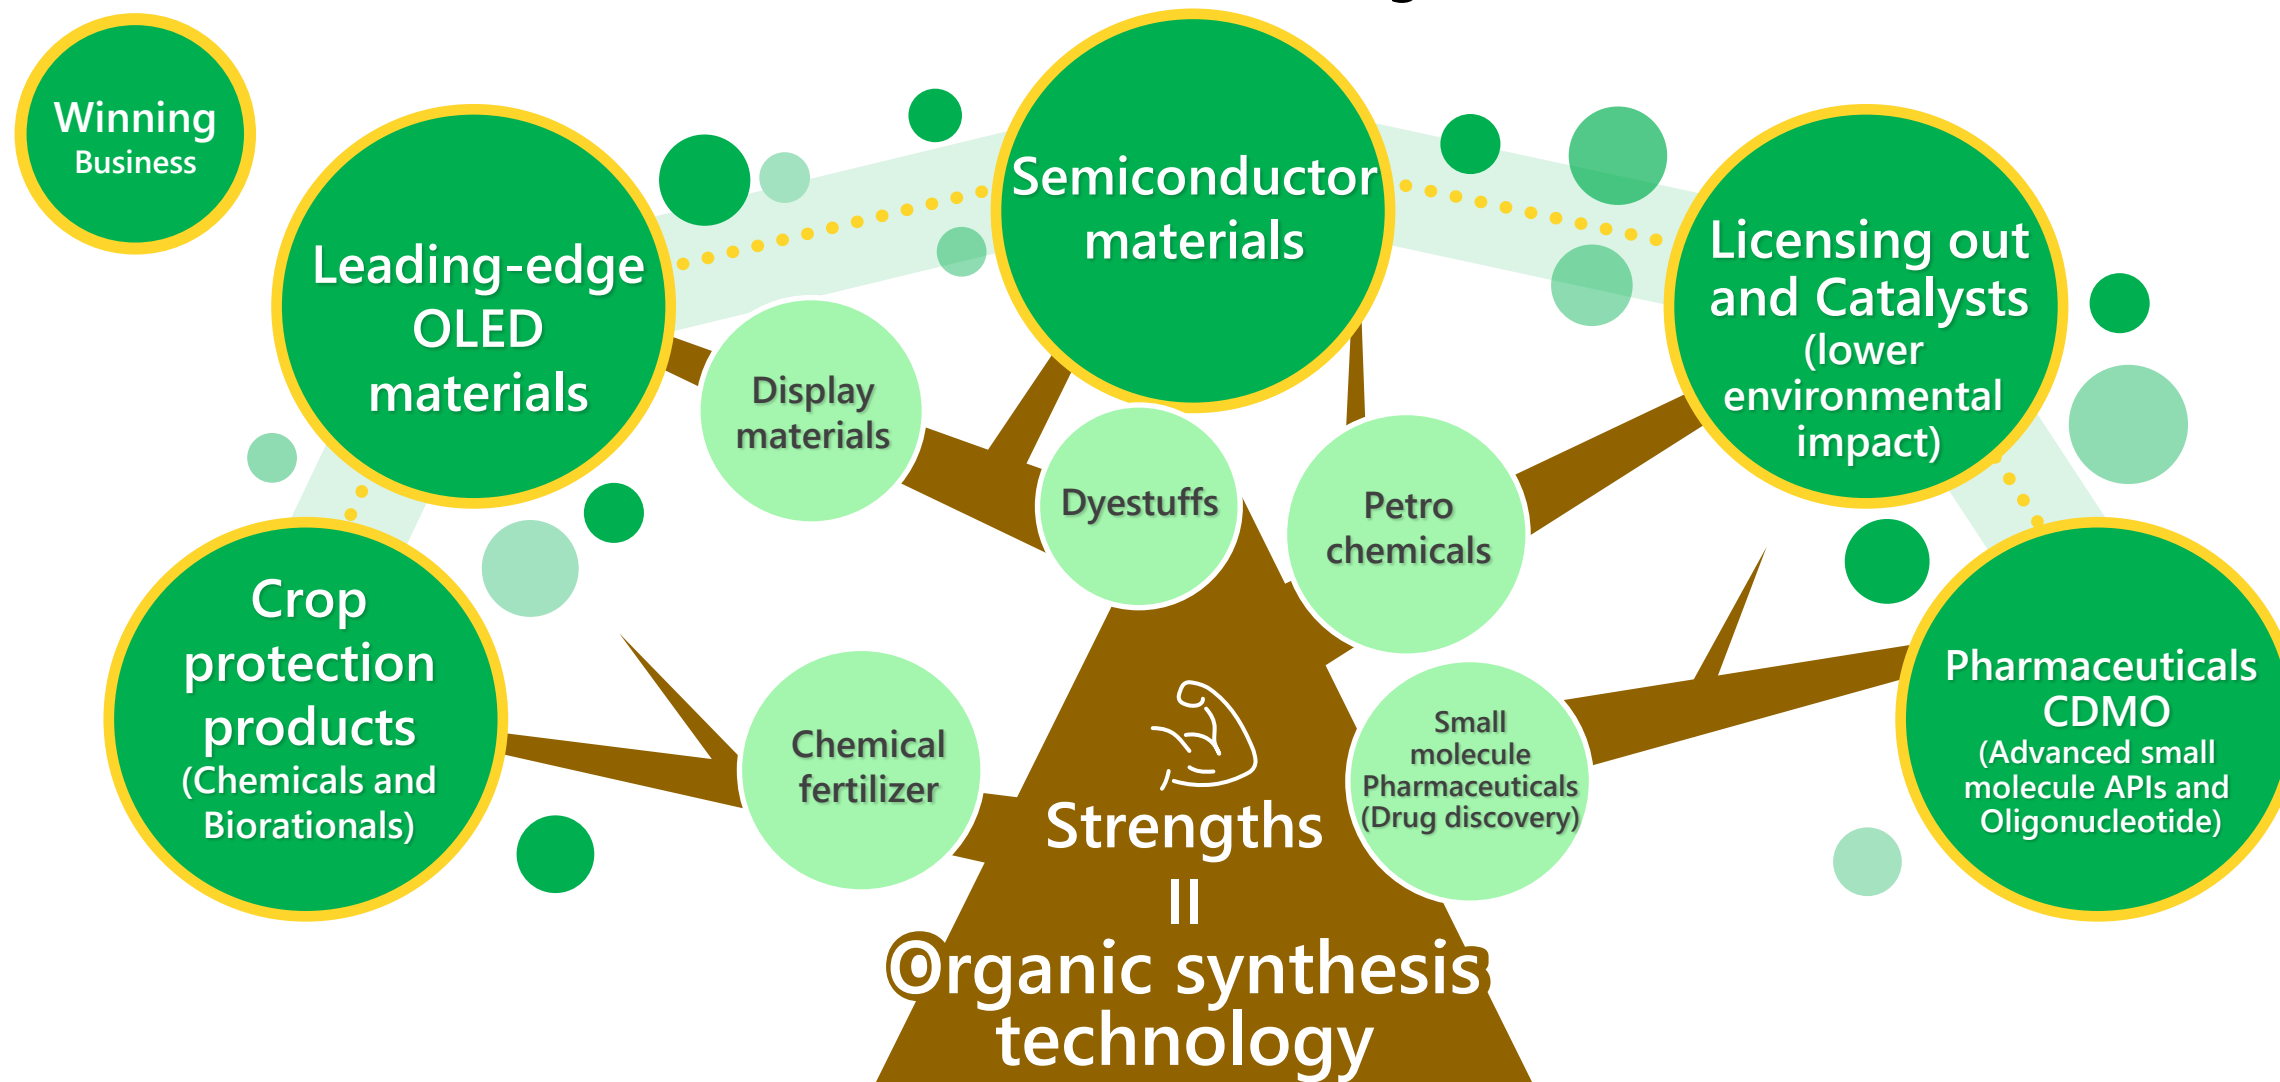 Winning
Business
Leading-edge
OLED
materials
Semiconductor
materials
Licensing out
and Catalysts
(lower
environmental
impact)
Display
materials
Dyestuffs
Petro
chemicals
Crop
protection
products
(Chemicals and
Biorationals)
Chemical
fertilizer
Small
molecule
Pharmaceuticals
(Drug discovery)
Pharmaceuticals
CDMO
(Advanced small
molecule APIs and
Oligonucleotide)
Strengths
=
Organic synthesis
technology